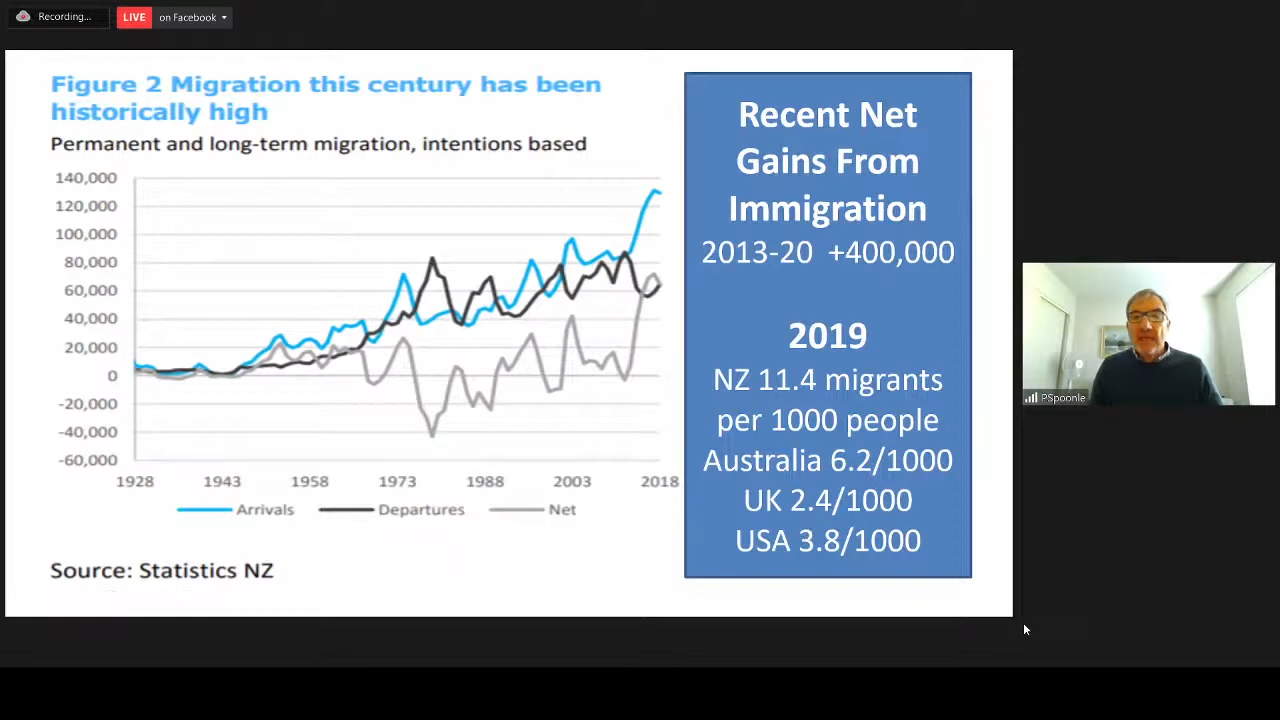 Recording...
LIVE on Facebook
Figure 2 Migration this century has been
historically high
Permanent and long-term migration, intentions based
140,000
120,000
100,000
80,000
60,000
40,000
20,000
0
-20,000
-40,000
-60,000
1928 1943 1958 1973 1988 2003 2018
Arrivals Departures Net
Source: Statistics NZ
Recent Net
Gains From
Immigration
2013-20 +400,000
2019
NZ 11.4 migrants
per 1000 people
Australia 6.2/1000
UK 2.4/1000
USA 3.8/1000
PSpoonle